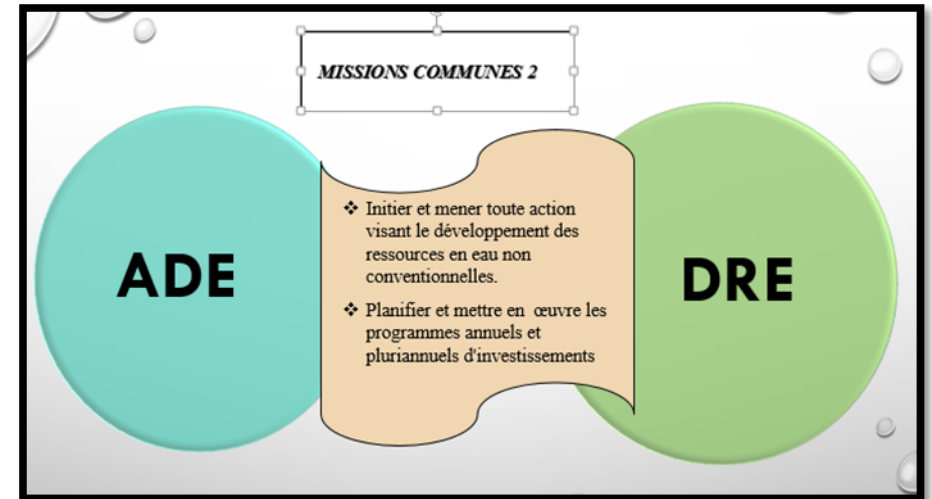 MISSIONS COMMUNES 2
ADE
❖ Initier et mener toute action
visant le développement des
ressources en eau non
conventionnelles.
❖ Planifier et mettre en œuvre les
programmes annuels et
pluriannuels d'investissements
DRE